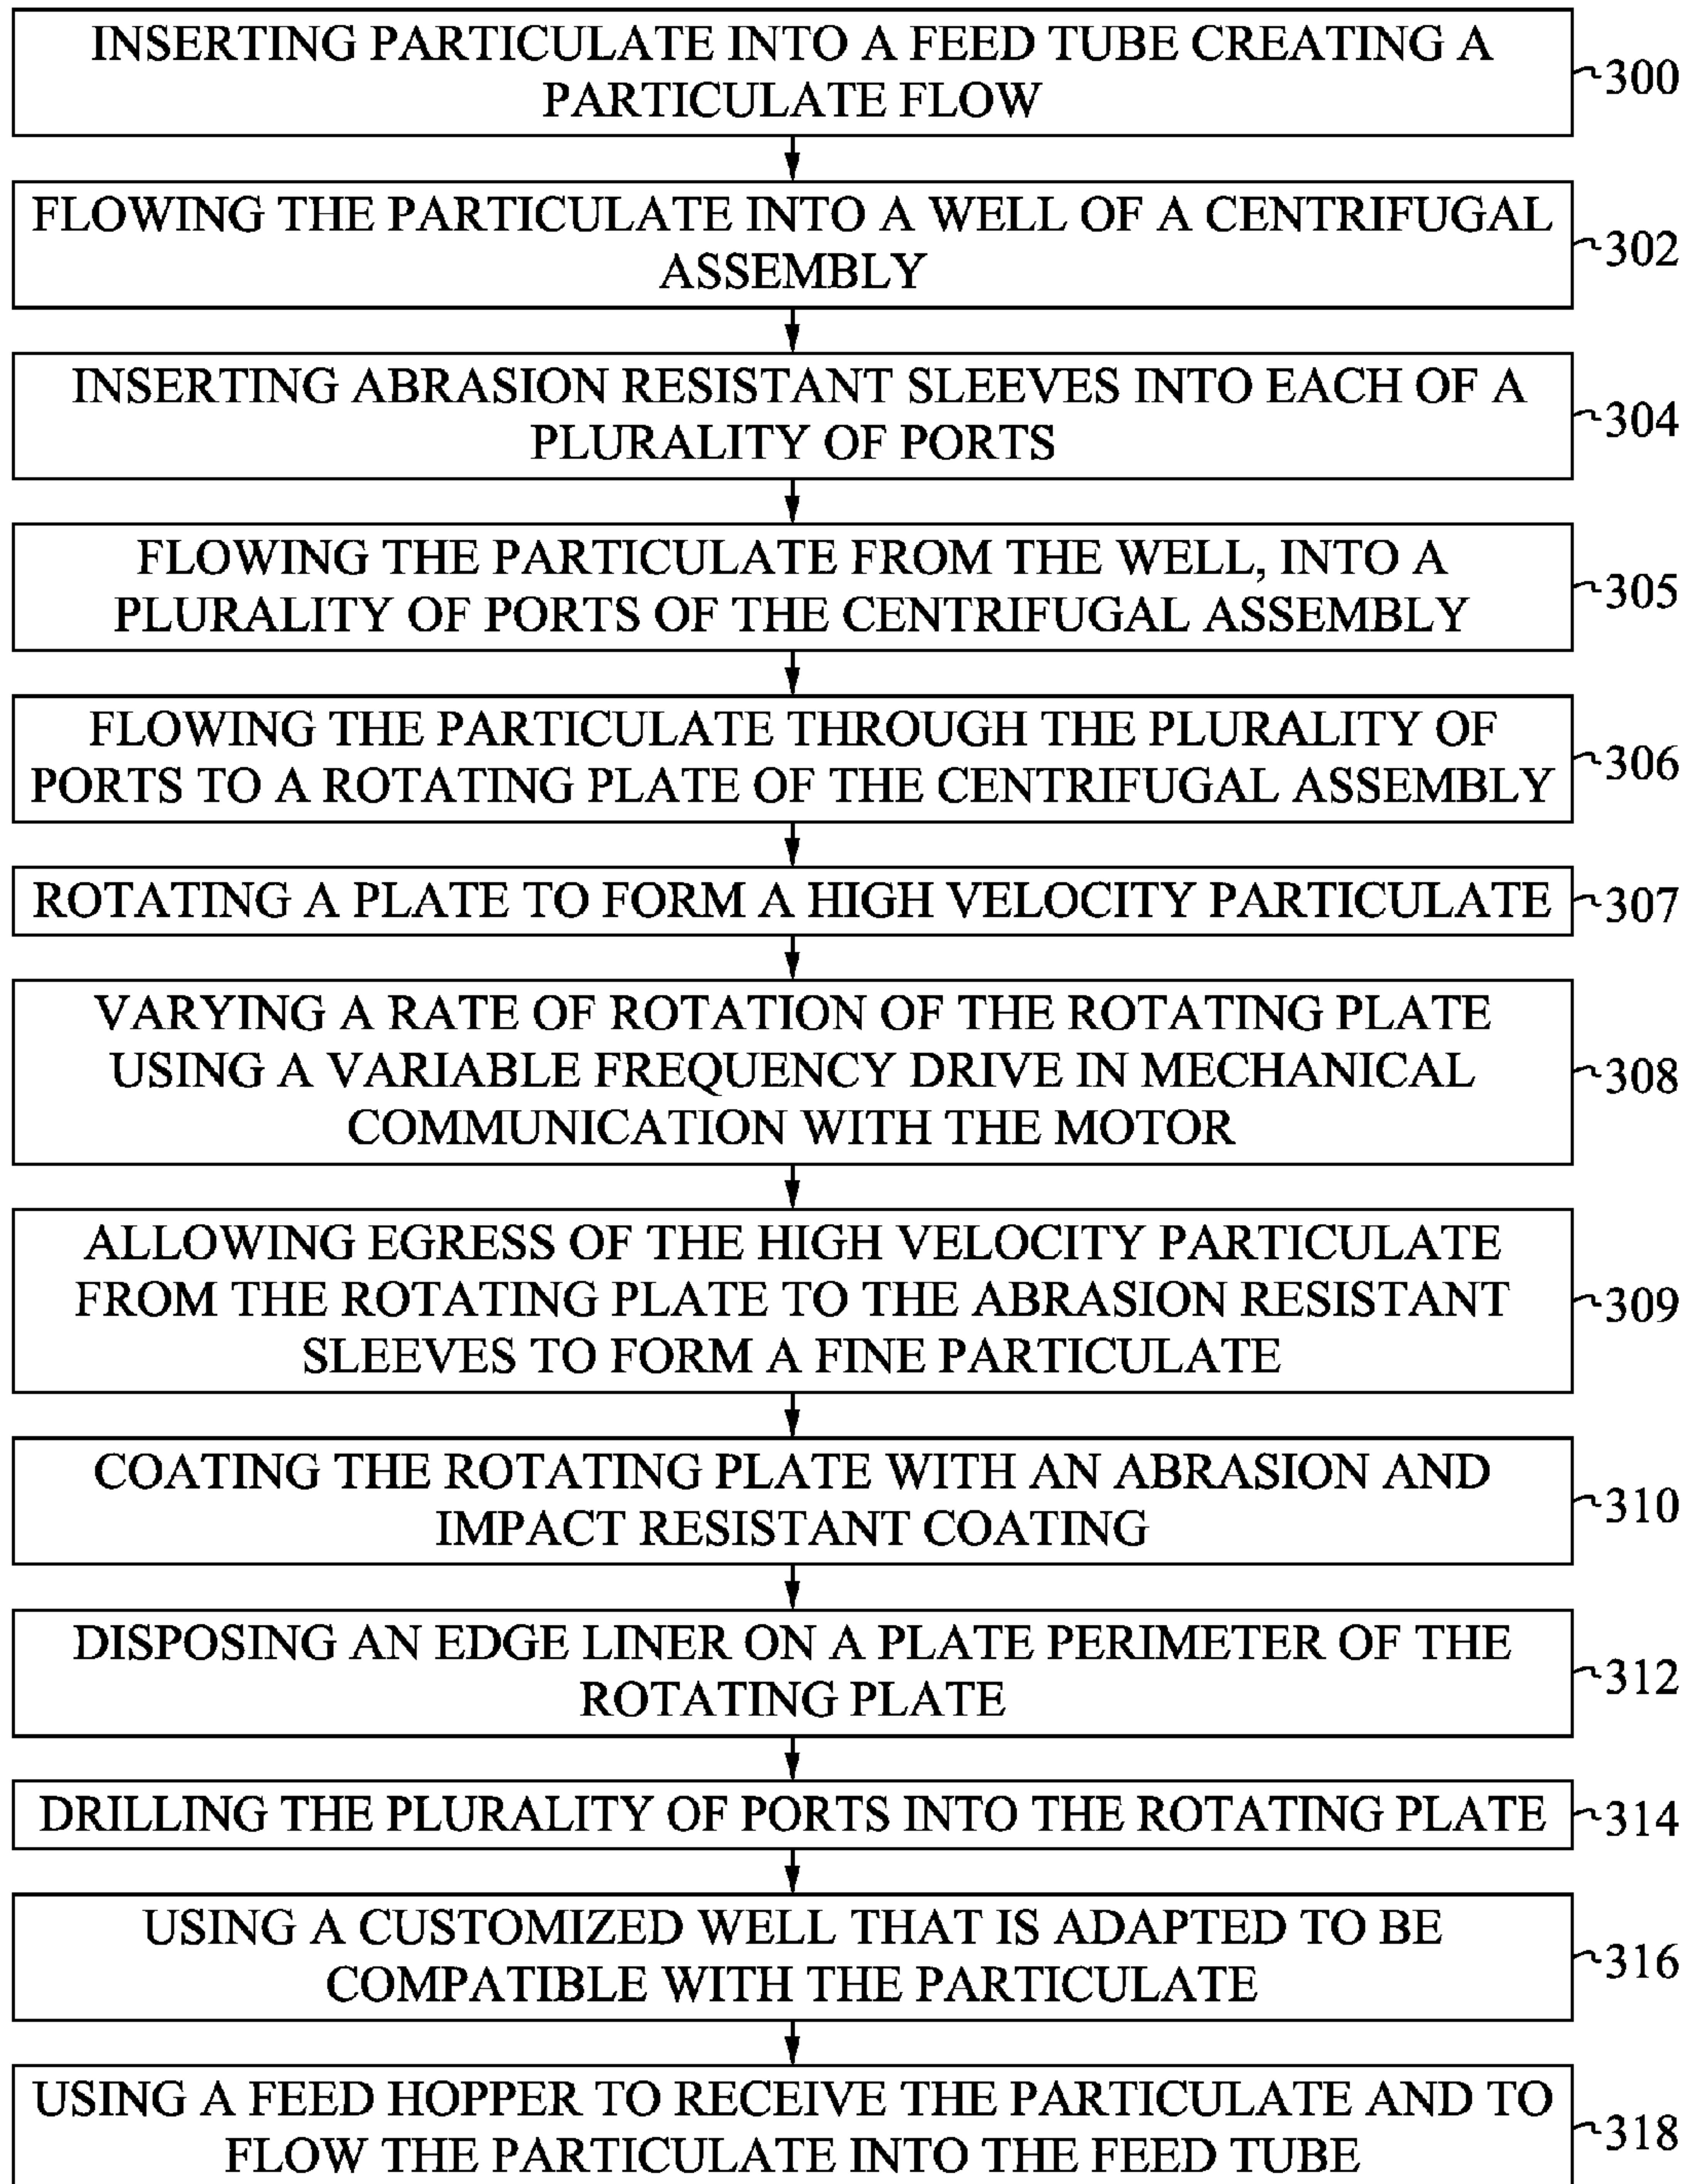 INSERTING PARTICULATE INTO A FEED TUBE CREATING A
PARTICULATE FLOW
300
FLOWING THE PARTICULATE INTO A WELL OF A CENTRIFUGAL
ASSEMBLY
302
INSERTING ABRASION RESISTANT SLEEVES INTO EACH OF A
PLURALITY OF PORTS
304
FLOWING THE PARTICULATE FROM THE WELL, INTO A
PLURALITY OF PORTS OF THE CENTRIFUGAL ASSEMBLY
305
FLOWING THE PARTICULATE THROUGH THE PLURALITY OF
PORTS TO A ROTATING PLATE OF THE CENTRIFUGAL ASSEMBLY
306
ROTATING A PLATE TO FORM A HIGH VELOCITY PARTICULATE
307
VARYING A RATE OF ROTATION OF THE ROTATING PLATE
USING A VARIABLE FREQUENCY DRIVE IN MECHANICAL
COMMUNICATION WITH THE MOTOR
308
ALLOWING EGRESS OF THE HIGH VELOCITY PARTICULATE
FROM THE ROTATING PLATE TO THE ABRASION RESISTANT
SLEEVES TO FORM A FINE PARTICULATE
309
COATING THE ROTATING PLATE WITH AN ABRASION AND
IMPACT RESISTANT COATING
310
DISPOSING AN EDGE LINER ON A PLATE PERIMETER OF THE
ROTATING PLATE
312
DRILLING THE PLURALITY OF PORTS INTO THE ROTATING PLATE
314
USING A CUSTOMIZED WELL THAT IS ADAPTED TO BE
COMPATIBLE WITH THE PARTICULATE
316
USING A FEED HOPPER TO RECEIVE THE PARTICULATE AND TO
FLOW THE PARTICULATE INTO THE FEED TUBE
318